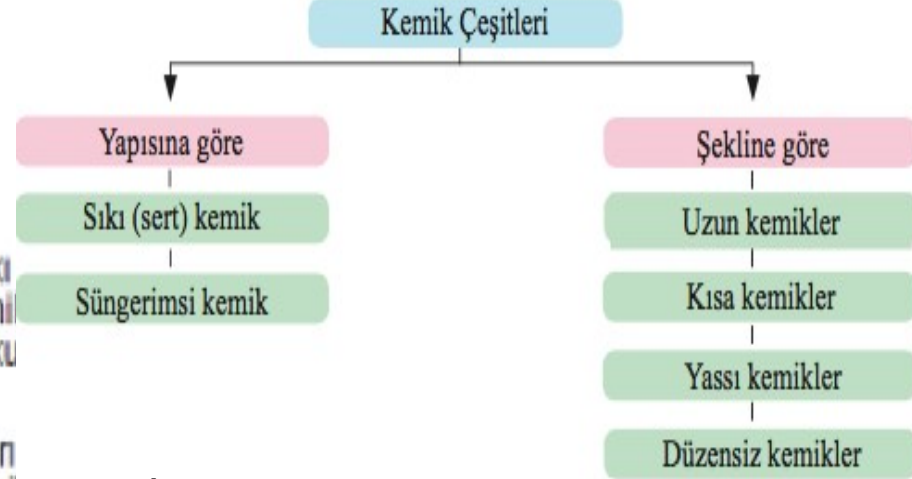 Kemik Çeşitleri
Yapısına göre
Sıkı (sert) kemik
Süngerimsi kemik
Şekline göre
Uzun kemikler
Kısa kemikler
Yassı kemikler
Düzensiz kemikler